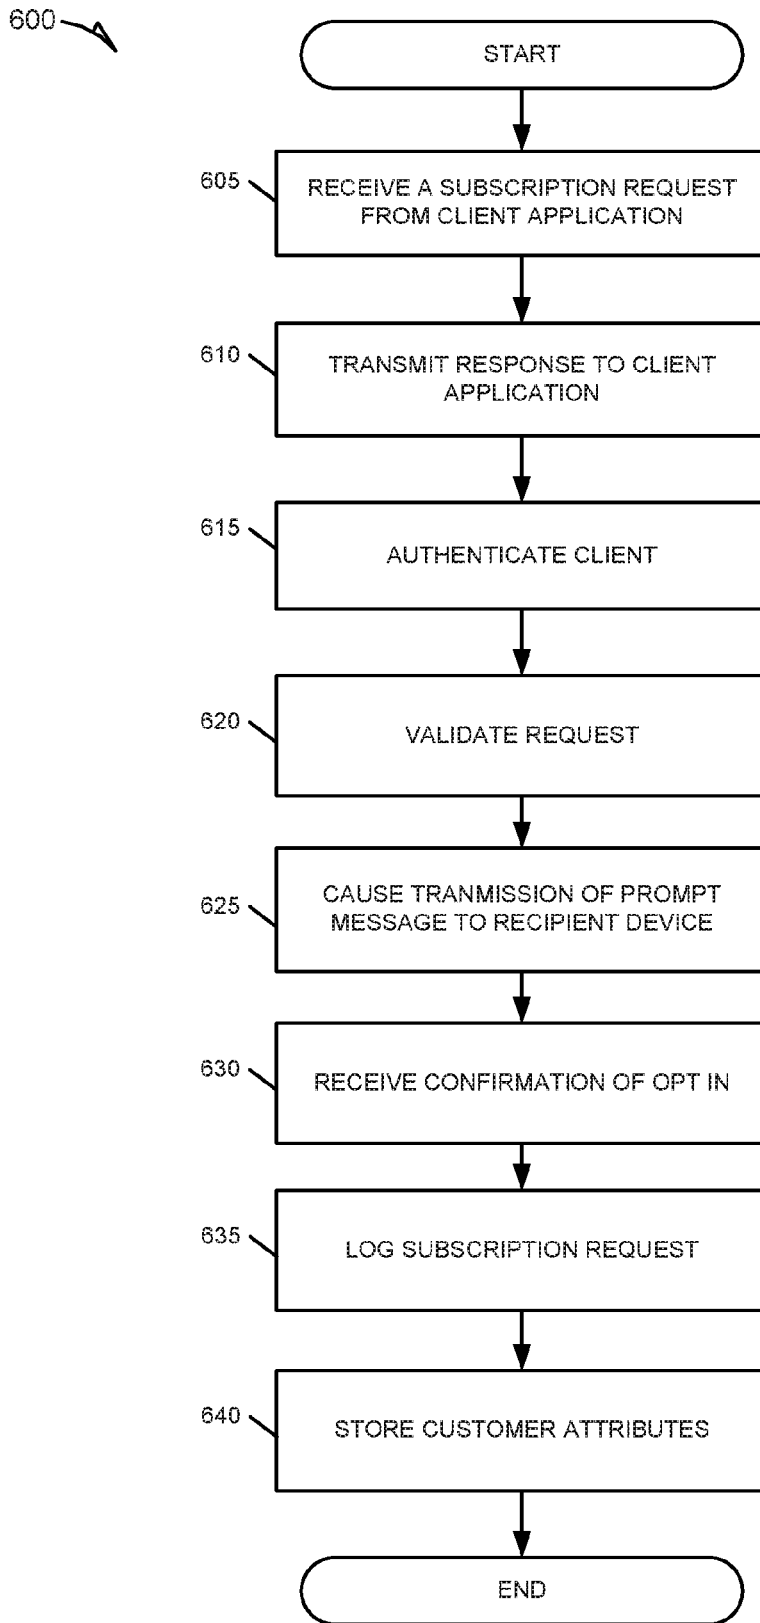 600
START
605
RECEIVE A SUBSCRIPTION REQUEST
FROM CLIENT APPLICATION
610
TRANSMIT RESPONSE TO CLIENT
APPLICATION
615
AUTHENTICATE CLIENT
620
VALIDATE REQUEST
625
CAUSE TRANMISSION OF PROMPT
MESSAGE TO RECIPIENT DEVICE
630
RECEIVE CONFIRMATION OF OPT IN
635
LOG SUBSCRIPTION REQUEST
640
STORE CUSTOMER ATTRIBUTES
END